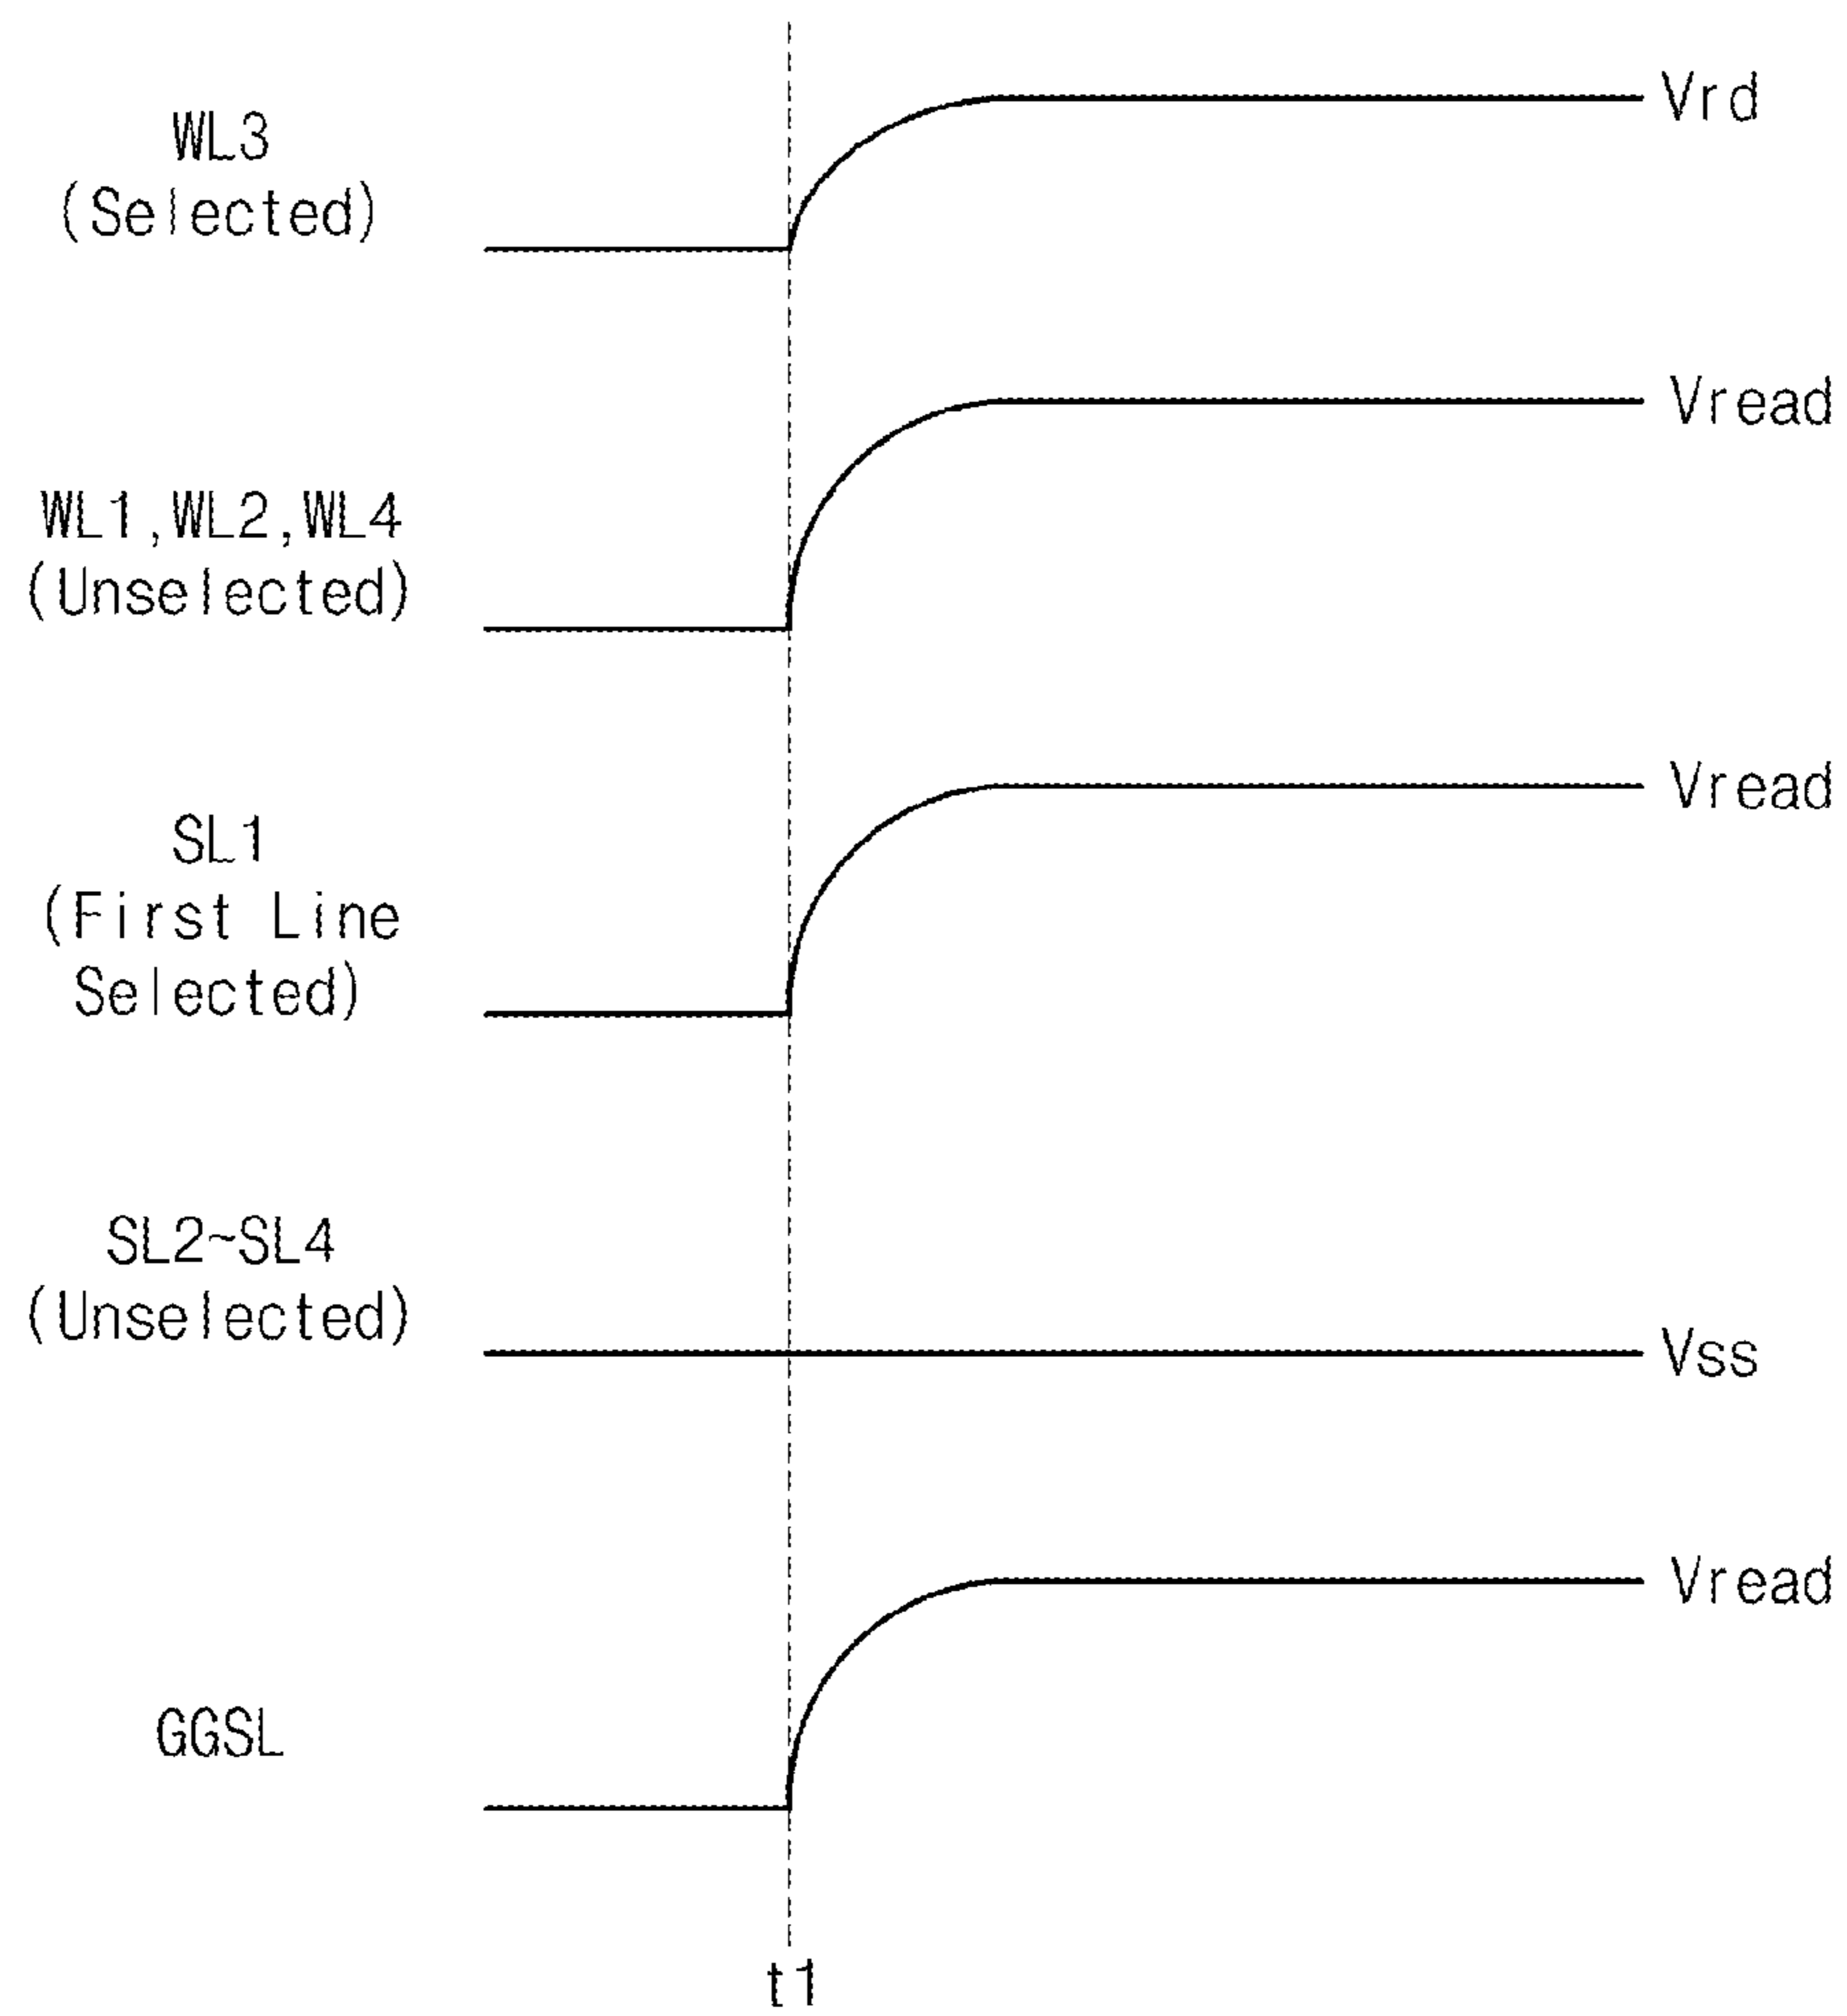 WL3
(Selected)
Vrd
WL1,WL2,WL4
(Unselected)
Vread
SL1
(First Line
Selected)
Vread
SL2~SL4
(Unselected)
Vss
GGSL
Vread
t1